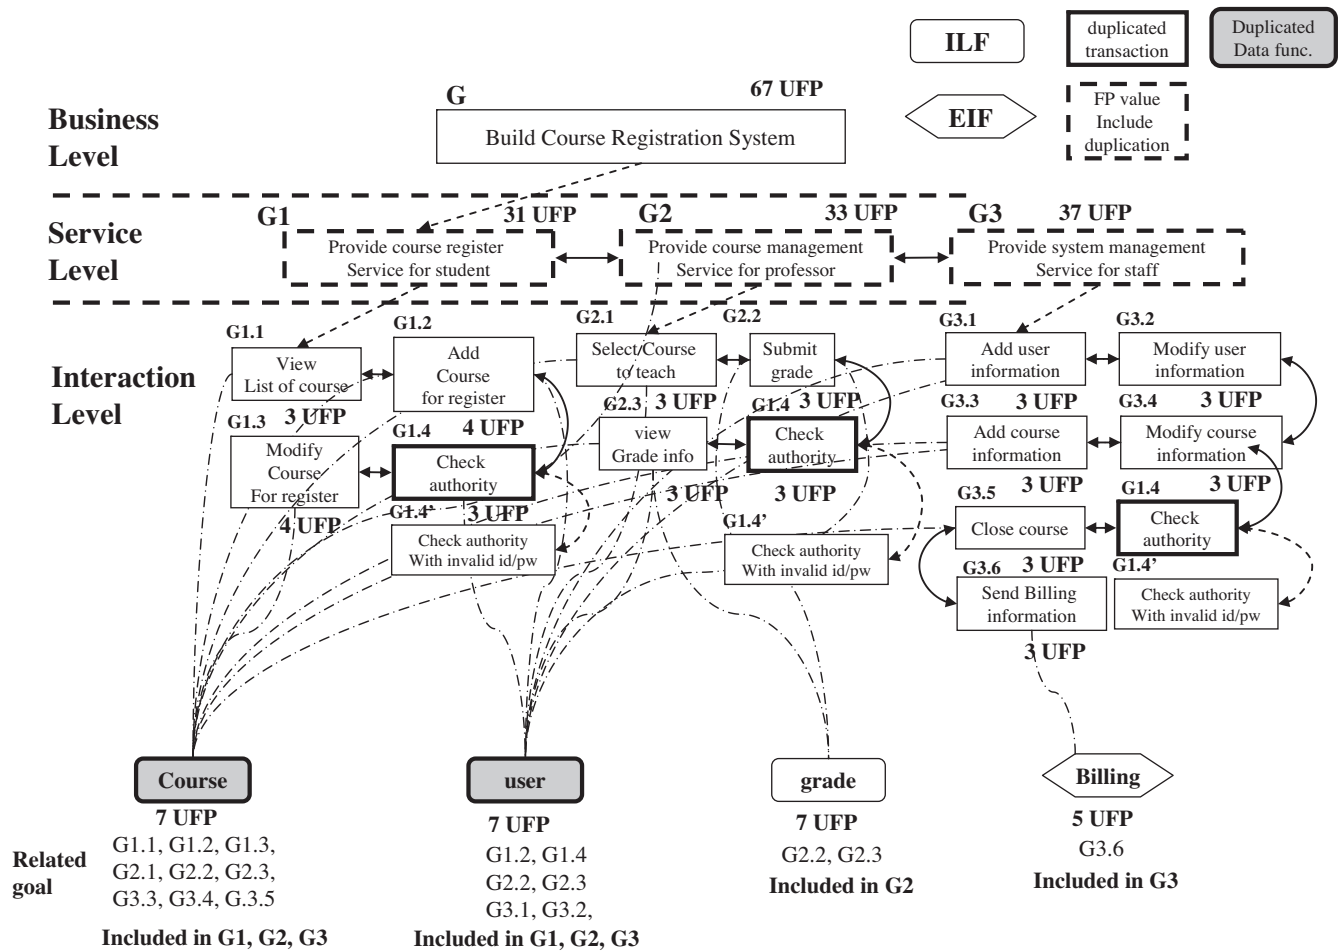 ILF
duplicated
transaction
Duplicated
Data func.
EIF
FP value
Include
duplication
Business
Level
G
67 UFP
Build Course Registration System
Service
Level
G1
31 UFP
Provide course register
Service for student
G2
33 UFP
Provide course management
Service for professor
G3
37 UFP
Provide system management
Service for staff
Interaction
Level
G1.1
View
List of course
3 UFP
G1.2
Add
Course
for register
4 UFP
G2.1
Select Course
to teach
3 UFP
G2.2
Submit
grade
3 UFP
G3.1
Add user
information
3 UFP
G3.2
Modify user
information
3 UFP
G1.3
Modify
Course
For register
4 UFP
G1.4
Check
authority
3 UFP
G2.3
view
Grade info
3 UFP
G1.4
Check
authority
3 UFP
G3.3
Add course
information
3 UFP
G3.4
Modify course
information
3 UFP
G1.4’
Check authority
With invalid id/pw
G1.4’
Check authority
With invalid id/pw
G3.5
Close course
3 UFP
G1.4
Check
authority
G3.6
Send Billing
information
3 UFP
G1.4’
Check authority
With invalid id/pw
Course
7 UFP
user
7 UFP
grade
7 UFP
Billing
5 UFP
Related
goal
G1.1, G1.2, G1.3,
G2.1, G2.2, G2.3,
G3.3, G3.4, G.3.5
Included in G1, G2, G3
G1.2, G1.4
G2.2, G2.3
G3.1, G3.2,
Included in G1, G2, G3
G2.2, G2.3
Included in G2
G3.6
Included in G3